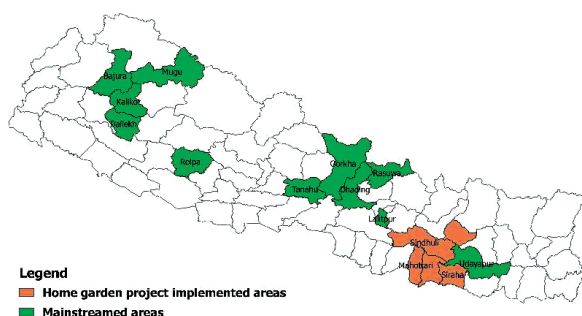 Mugu
Bajura
Kalikot
Dailekh
Rolpa
Gorkha
Rasuwa
Tanahu
Dhading
Lalitpur
Sindhuli
Udayapur
Mahottari
Siraha
Legend
Home garden project implemented areas
Mainstreamed areas